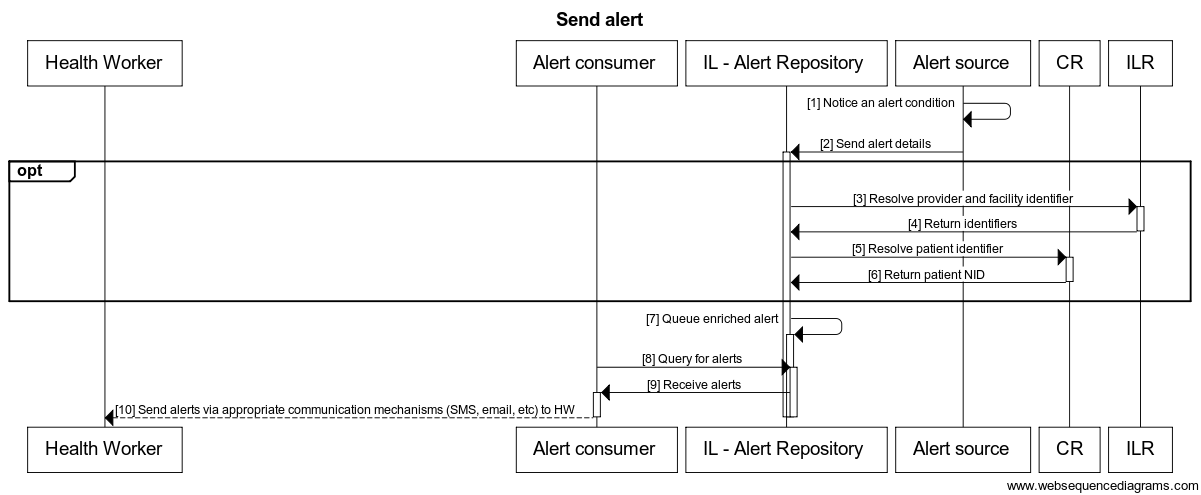 Send alert
Health Worker
Alert consumer
IL - Alert Repository
Alert source
CR
ILR
[1] Notice an alert condition
[2] Send alert details
opt
[3] Resolve provider and facility identifier
[4] Return identifiers
[5] Resolve patient identifier
[6] Return patient NID
[7] Queue enriched alert
[8] Query for alerts
[9] Receive alerts
[10] Send alerts via appropriate communication mechanisms (SMS, email, etc) to HW
Health Worker
Alert consumer
IL - Alert Repository
Alert source
CR
ILR
www.websequencediagrams.com